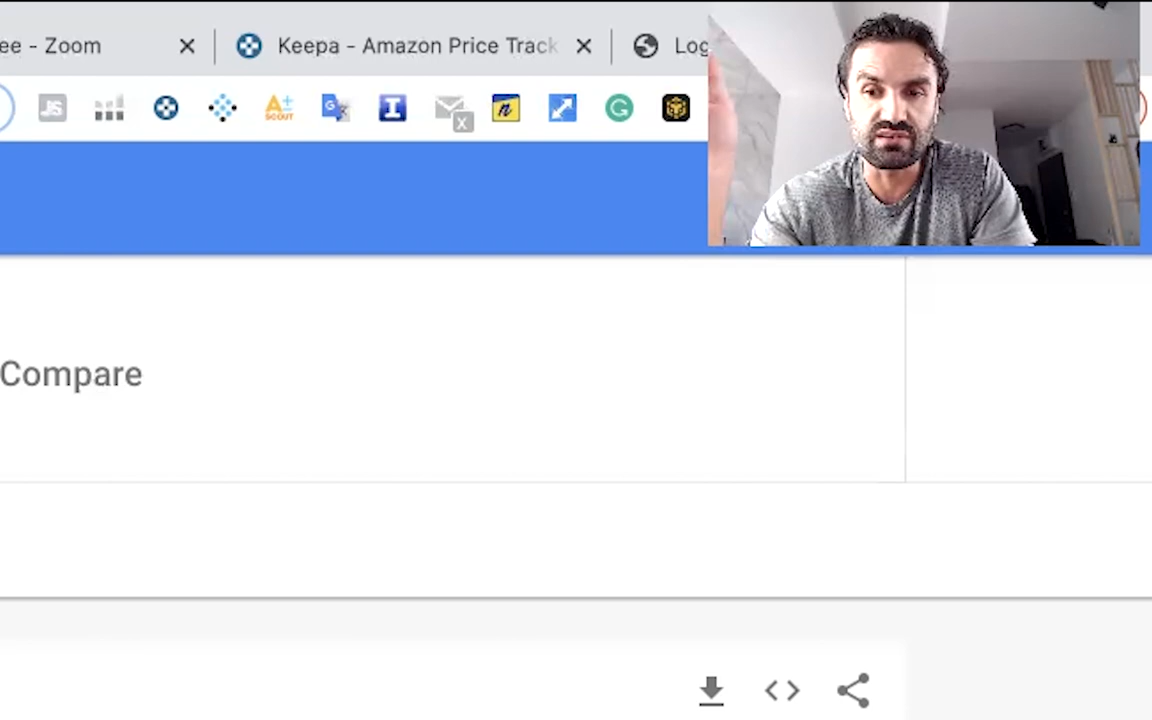 ee - Zoom
Keepa - Amazon Price Track
Log
JS
A+
SCOUT
G
I
X
n
G
Compare